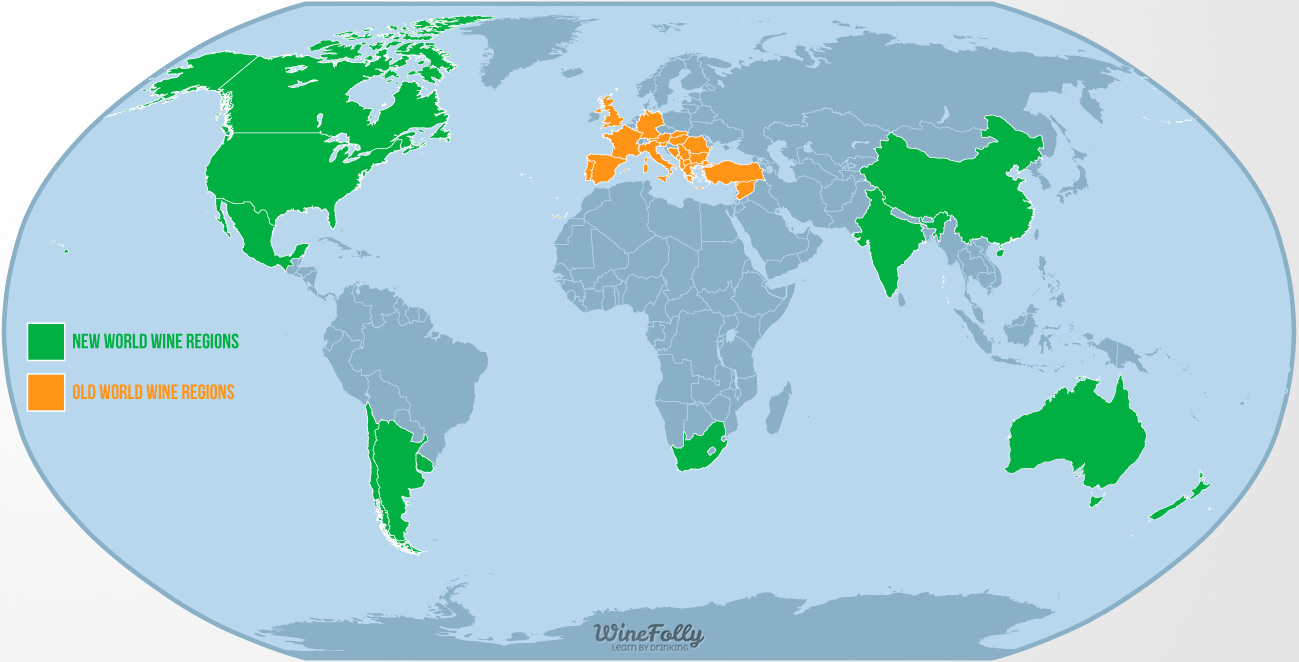 NEW WORLD WINE REGIONS
OLD WORLD WINE REGIONS
WineFolly
LEARN BY DRINKING